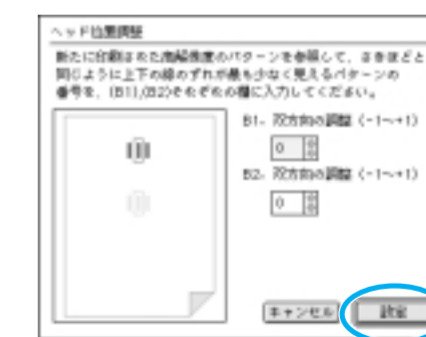 ヘッド位置調整
新たに印刷された高解像度のパターンを参照して、さきほどと
同じように上下の線のずれが最も少なく見えるパターンの
番号を、(B1),(B2)それぞれの欄に入力してください。
B1. 双方向の調整 (-1〜+1)
0
B2. 双方向の調整 (-1〜+1)
0
キャンセル
設定